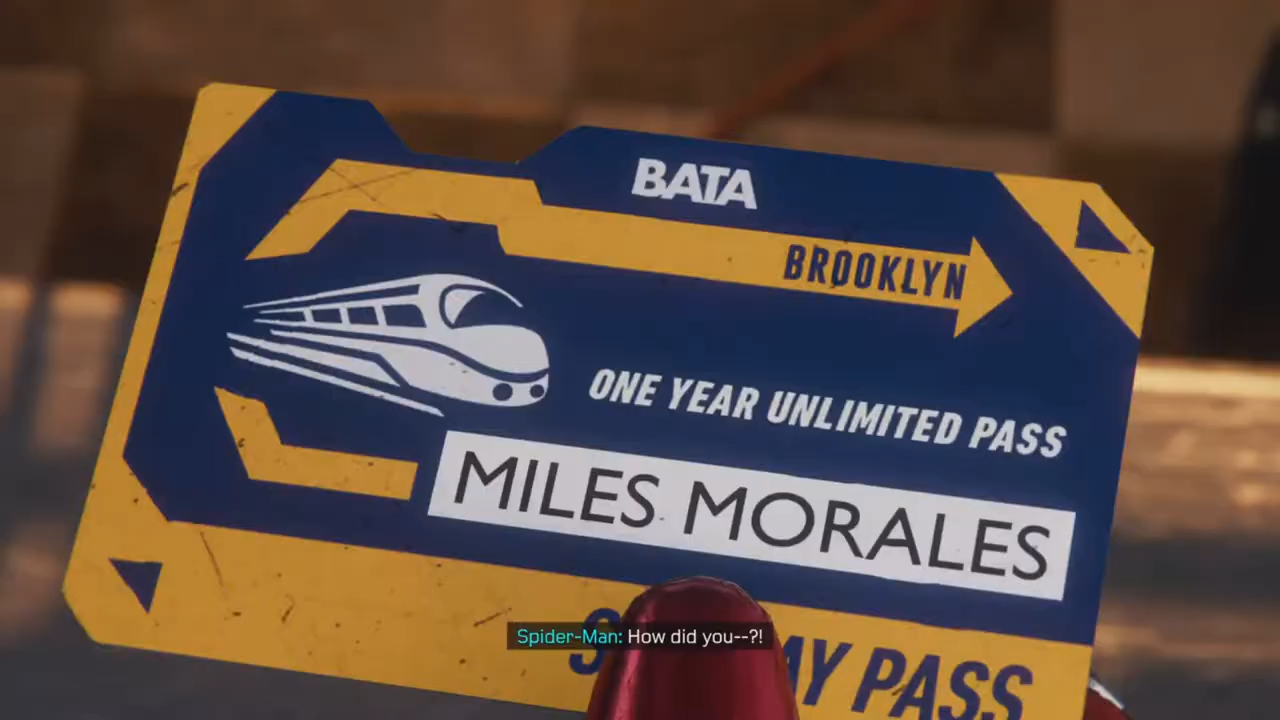 BATA
BROOKLYN
ONE YEAR UNLIMITED PASS
MILES MORALES
PASS
Spider-Man: How did you--?!